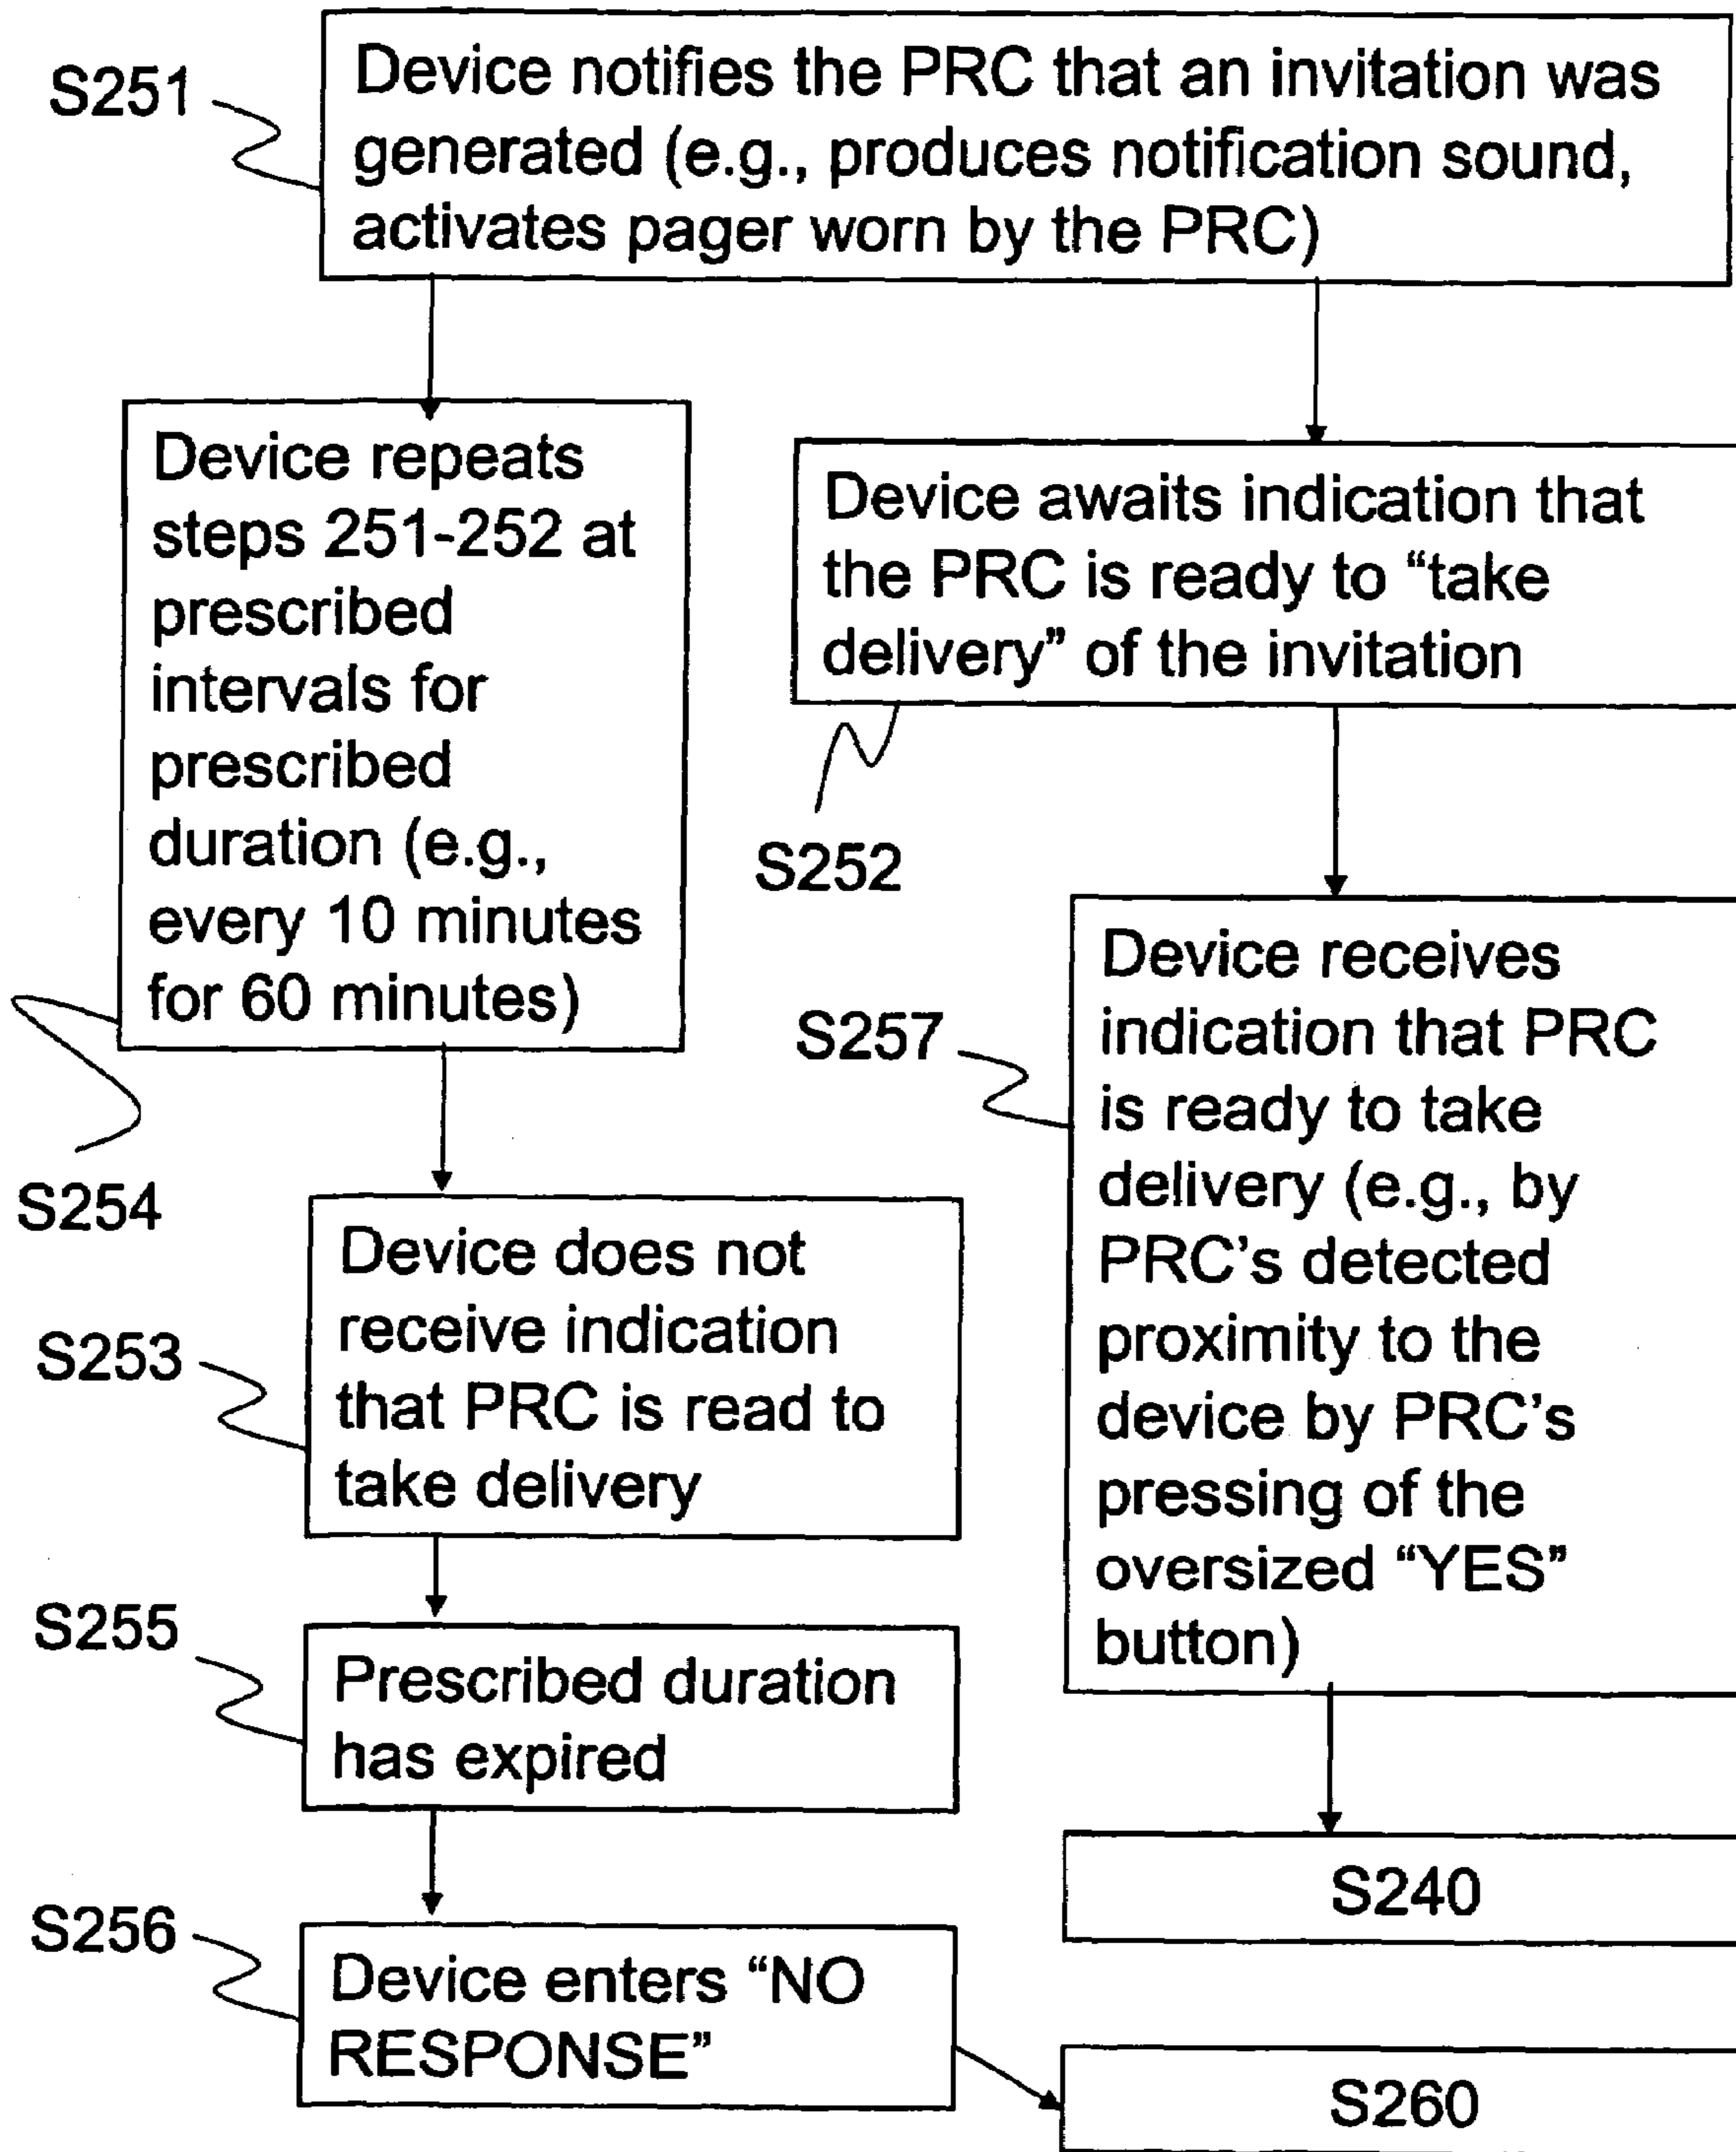 S251
Device notifies the PRC that an invitation was
generated (e.g., produces notification sound,
activates pager worn by the PRC)
Device repeats
steps 251-252 at
prescribed
intervals for
prescribed
duration (e.g.,
every 10 minutes
for 60 minutes)
S254
Device awaits indication that
the PRC is ready to “take
delivery” of the invitation
S252
S257
Device receives
indication that PRC
is ready to take
delivery (e.g., by
PRC’s detected
proximity to the
device by PRC’s
pressing of the
oversized “YES”
button)
S253
Device does not
receive indication
that PRC is read to
take delivery
S255
Prescribed duration
has expired
S256
Device enters “NO
RESPONSE”
S240
S260